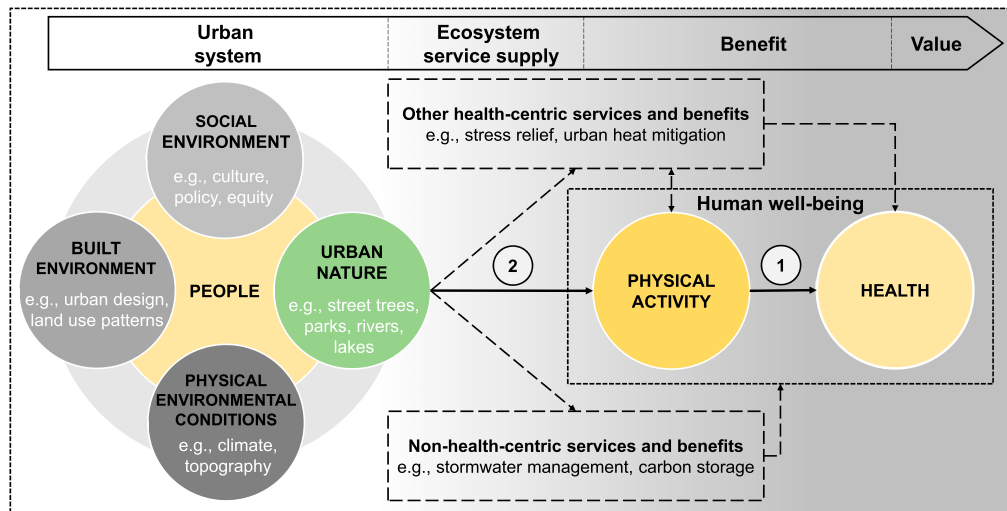 Urban
system
Ecosystem
service supply
Benefit
Value
SOCIAL
ENVIRONMENT
e.g., culture,
policy, equity
BUILT
ENVIRONMENT
e.g., urban design,
land use patterns
PEOPLE
URBAN
NATURE
e.g., street trees,
parks, rivers,
lakes
PHYSICAL
ENVIRONMENTAL
CONDITIONS
e.g., climate,
topography
Other health-centric services and benefits
e.g., stress relief, urban heat mitigation
Human well-being
2
PHYSICAL
ACTIVITY
1
HEALTH
Non-health-centric services and benefits
e.g., stormwater management, carbon storage